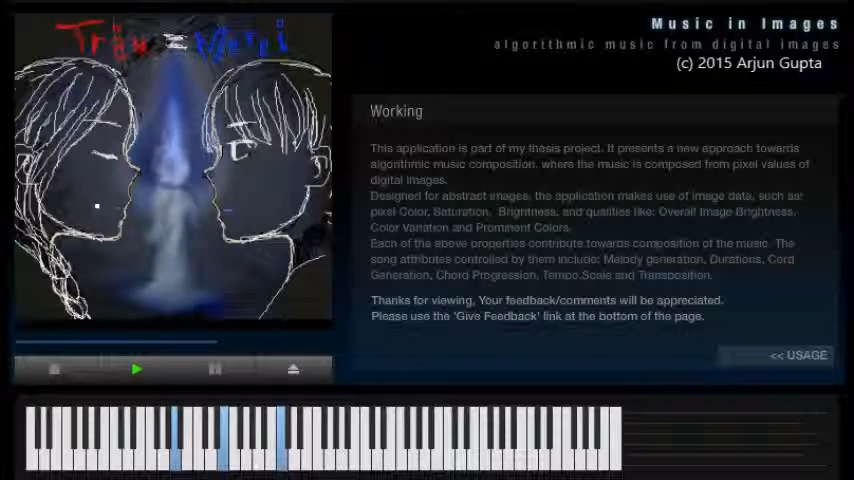 Music in Images
algorithmic music from digital images
(c) 2015 Arjun Gupta
Working
This application is part of my thesis project. It presents a new approach towards
algorithmic music composition, where the music is composed from pixel values of
digital images.
Designed for abstract images, the application makes use of image data, such as:
pixel Color, Saturation, Brightness, and qualities like: Overall Image Brightness,
Color Variation and Prominent Colors.
Each of the above properties contribute towards composition of the music. The
song attributes controlled by them include: Melody generation, Durations, Cord
Generation, Chord Progression, Tempo,Scale and Transposition.
Thanks for viewing, Your feedback/comments will be appreciated.
Please use the 'Give Feedback' link at the bottom of the page.
<< USAGE